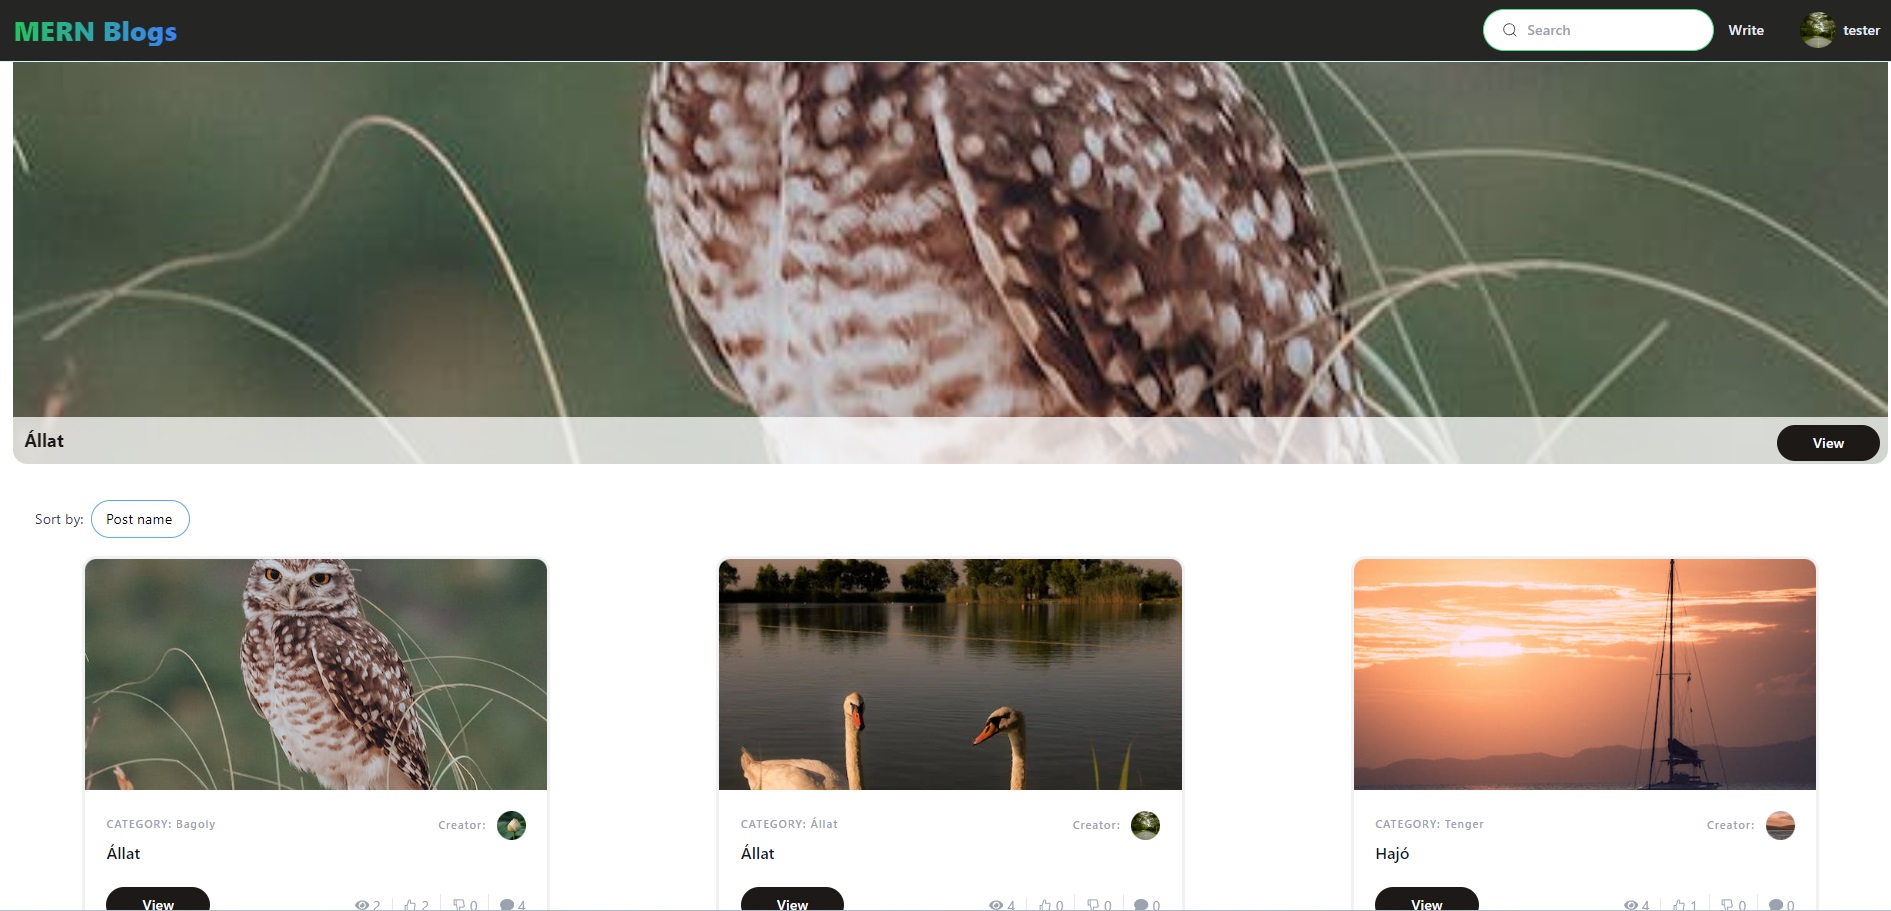 MERN Blogs
Search
Write
tester
Állat
View
Sort by:
Post name
CATEGORY: Bagoly
Creator:
Állat
View
2
2
0
4
CATEGORY: Állat
Creator:
Állat
View
4
0
0
0
CATEGORY: Tenger
Creator:
Hajó
View
4
1
0
0